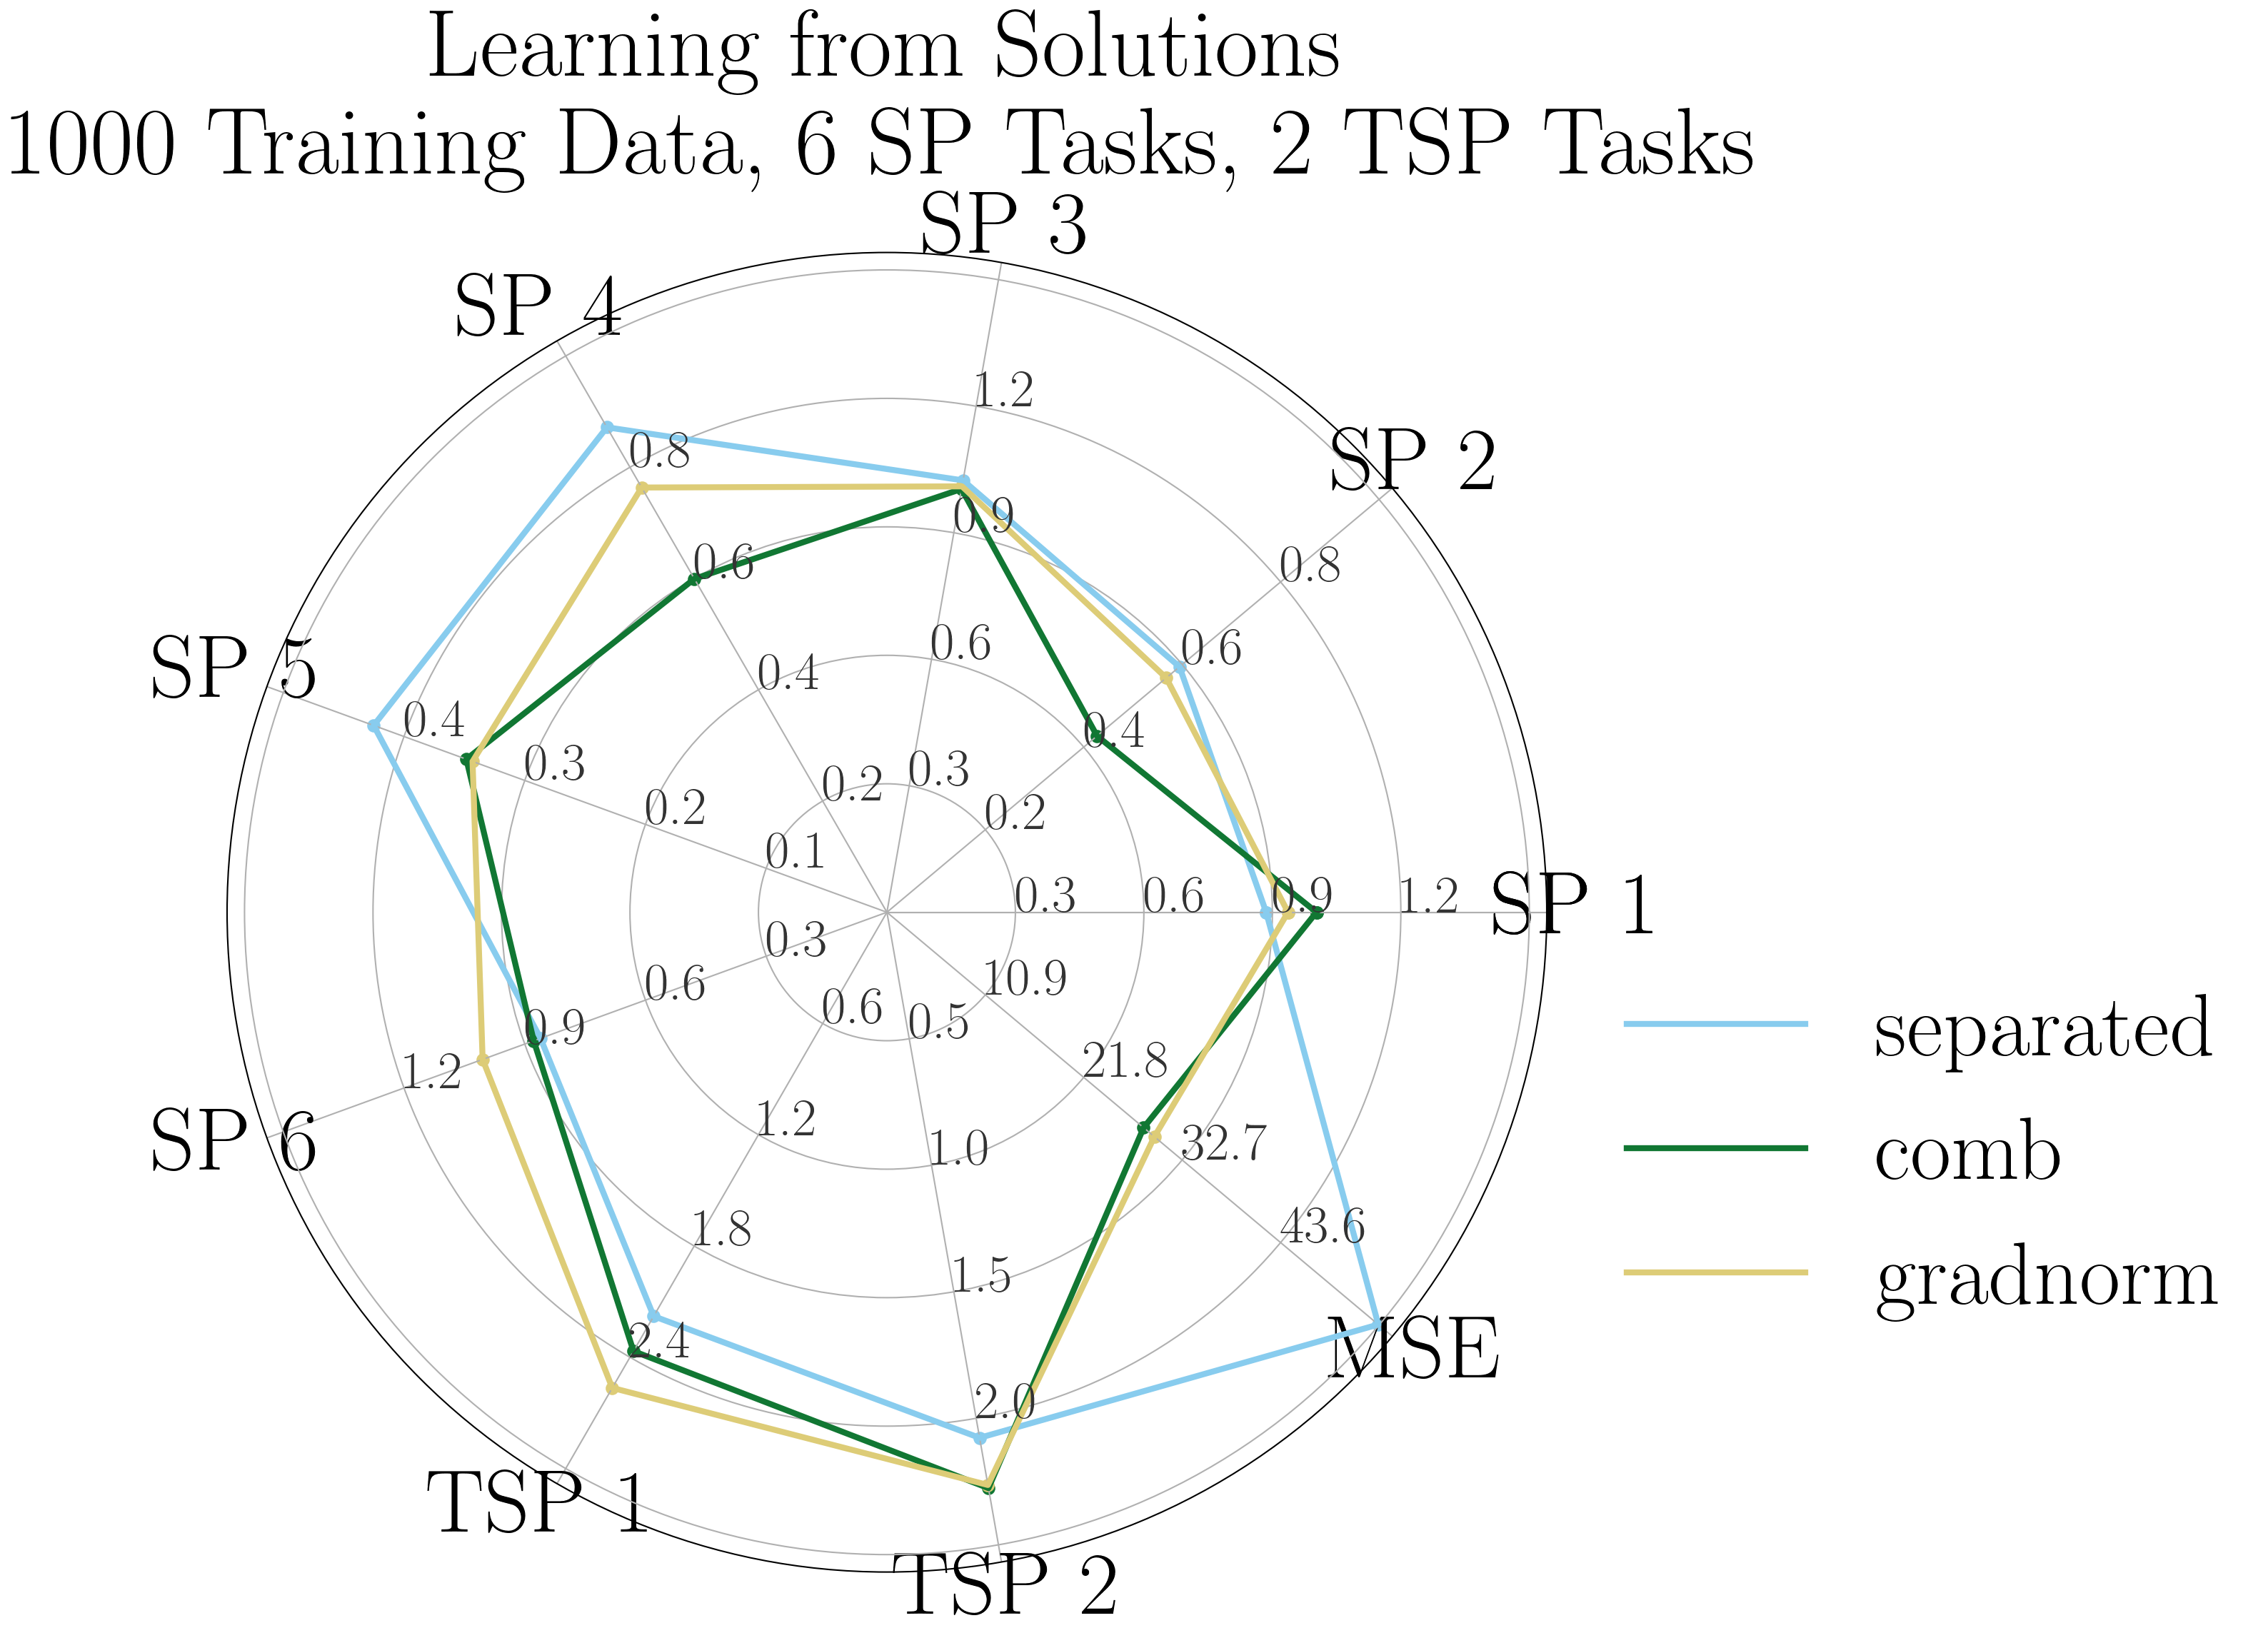 Learning from Solutions
1000 Training Data, 6 SP Tasks, 2 TSP Tasks
SP 3
SP 4
1.2
SP 2
0.8
0.9
0.8
0.6
0.6
0.6
0.4
SP 5
0.4
0.4
0.3
0.3
0.2
0.2
0.2
0.1
0.3
0.6
0.9
1.2
SP 1
0.3
10.9
0.6
0.6
0.5
0.9
21.8
1.2
SP 6
1.2
1.0
32.7
1.8
43.6
1.5
2.4
MSE
2.0
TSP 1
TSP 2
separated
comb
gradnorm